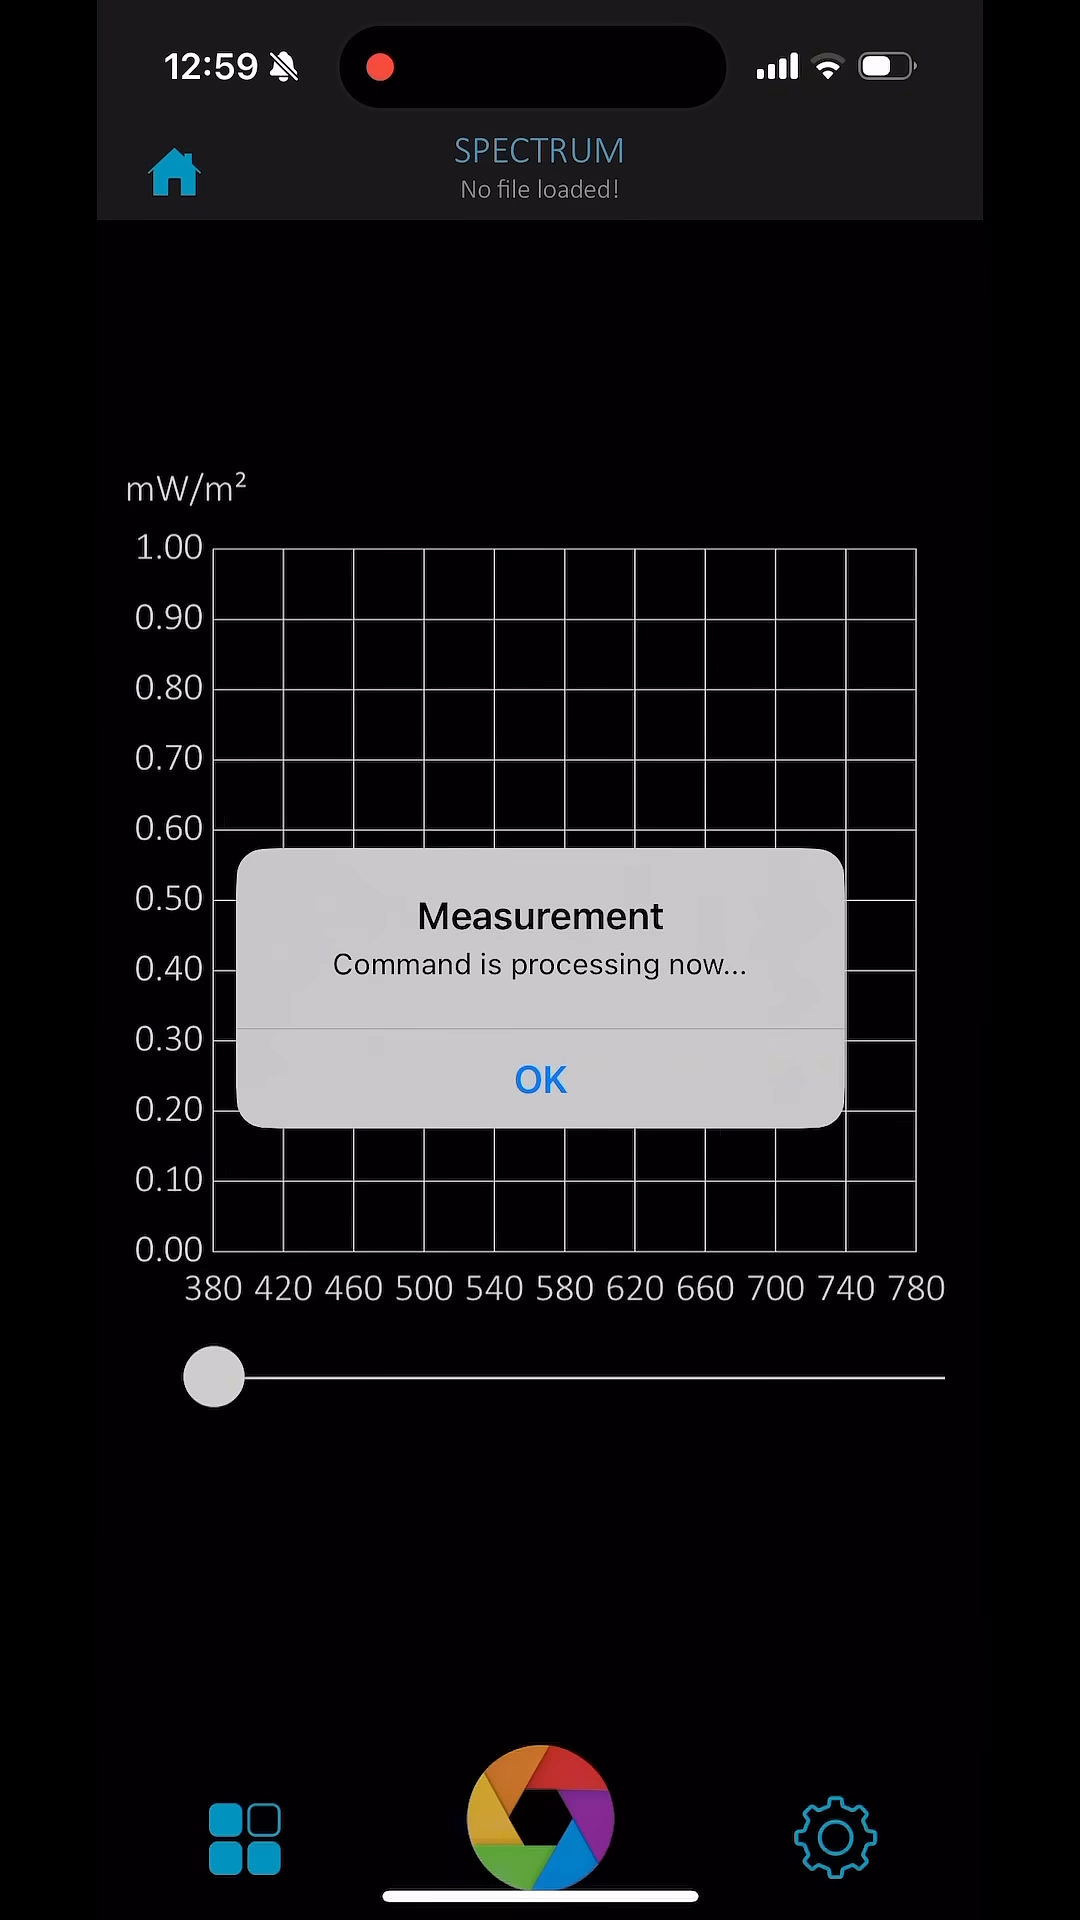 12:59
SPECTRUM
No file loaded!
mW/m²
1.00
0.90
0.80
0.70
0.60
0.50
0.40
0.30
0.20
0.10
0.00
380 420 460 500 540 580 620 660 700 740 780
Measurement
Command is processing now...
OK